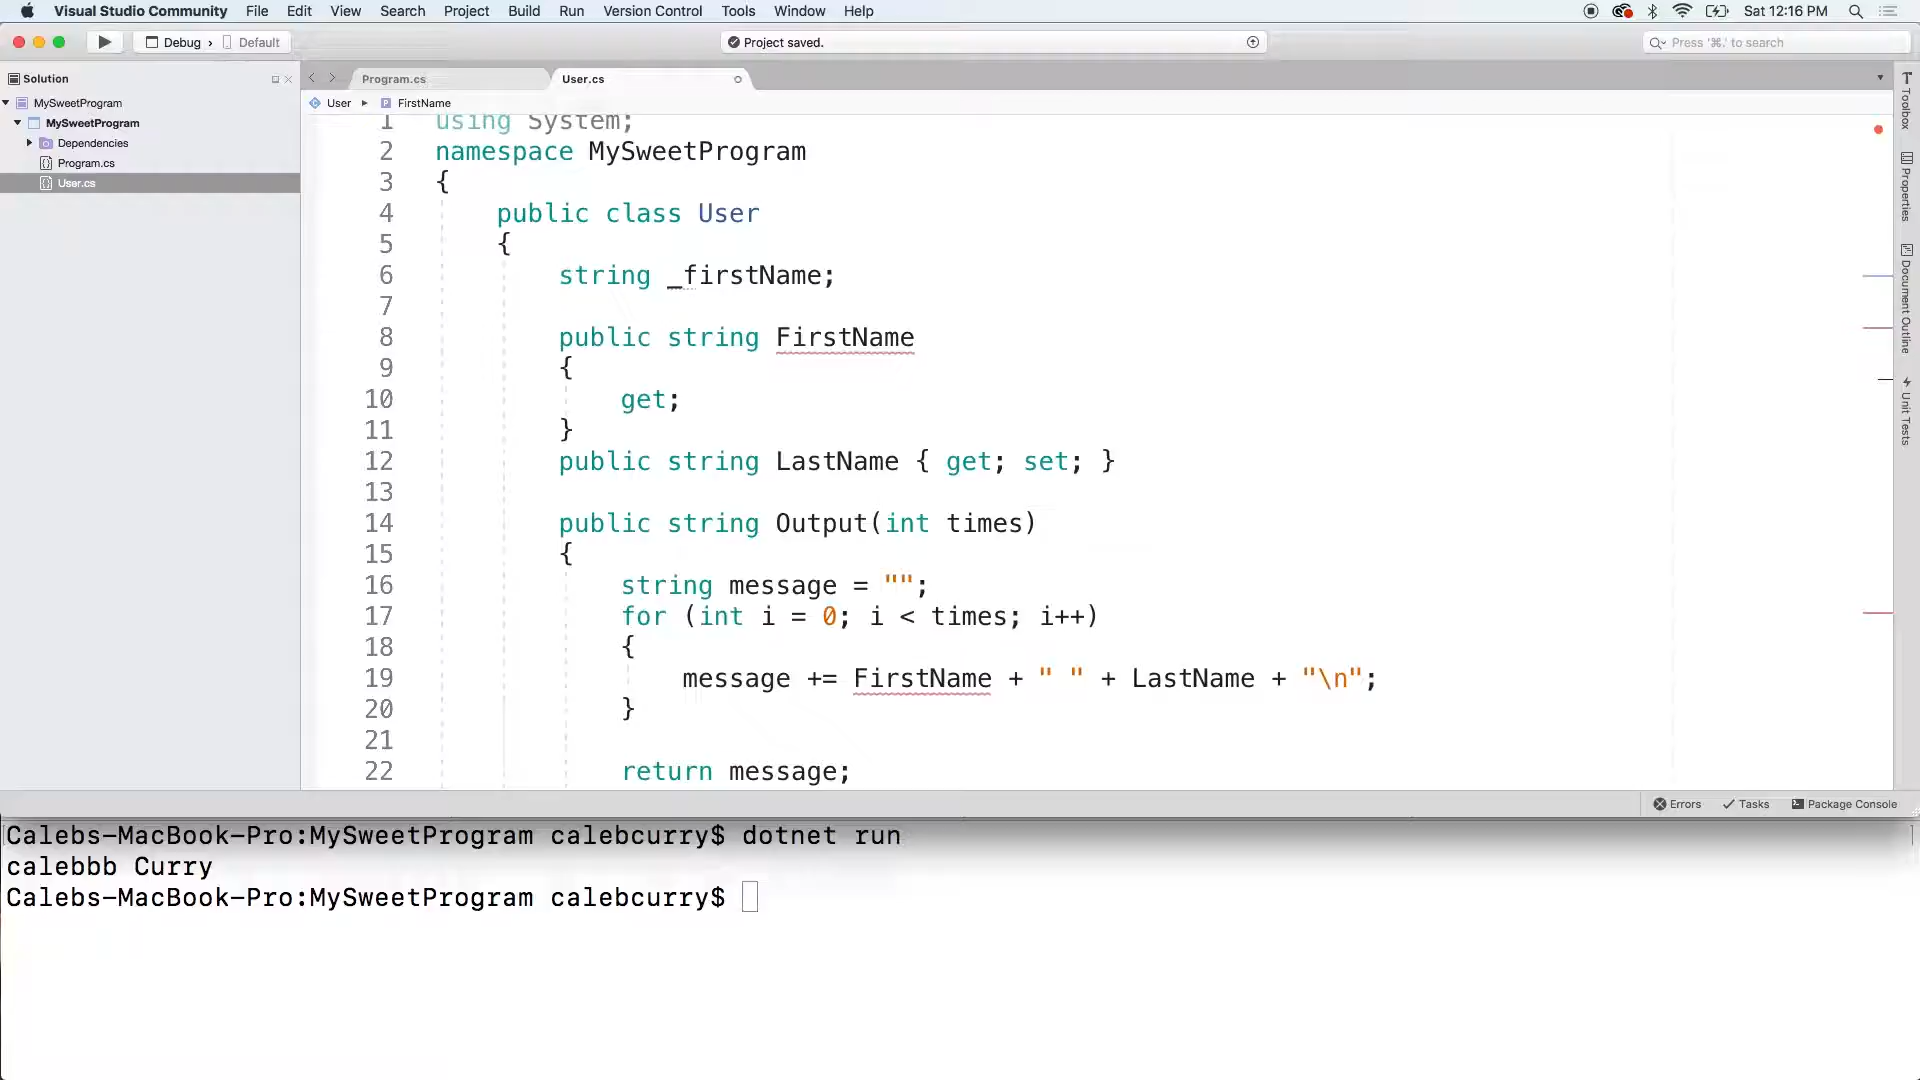 Visual Studio Community File Edit View Search Project Build Run Version Control Tools Window Help Sat 12:16 PM
Debug › Default Project saved. Press '⌘.' to search
Solution
Program.cs User.cs
MySweetProgram
User ▸ FirstName
MySweetProgram
Dependencies
Program.cs
User.cs
1 using System;
2 namespace MySweetProgram
3 {
4 public class User
5 {
6 string _firstName;
7
8 public string FirstName
9 {
10 get;
11 }
12 public string LastName { get; set; }
13
14 public string Output(int times)
15 {
16 string message = "";
17 for (int i = 0; i < times; i++)
18 {
19 message += FirstName + " " + LastName + "\n";
20 }
21
22 return message;
Toolbox
Properties
Document Outline
Unit Tests
Errors Tasks Package Console
Calebs-MacBook-Pro:MySweetProgram calebcurry$ dotnet run
calebbb Curry
Calebs-MacBook-Pro:MySweetProgram calebcurry$